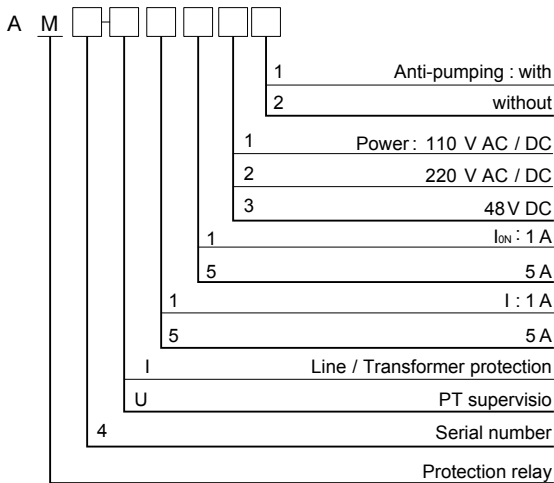 A M -
1 Anti-pumping : with
2 without
1 Power : 110 V AC / DC
2 220 V AC / DC
3 48 V DC
1 I0N : 1 A
5 5 A
1 I : 1 A
5 5 A
I Line / Transformer protection
U PT supervisio
4 Serial number
Protection relay